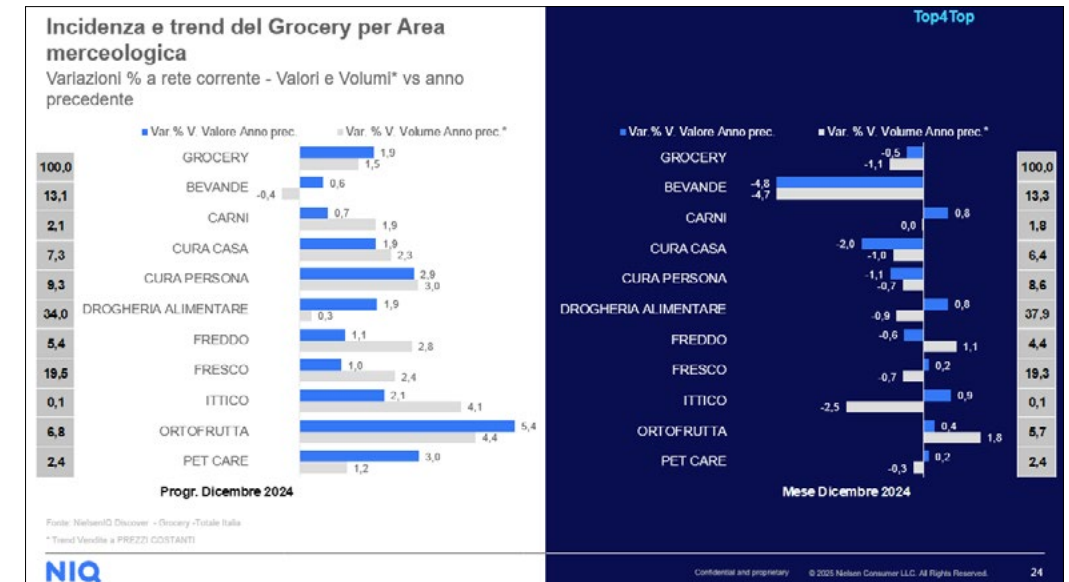 Top4Top
Incidenza e trend del Grocery per Area
merceologica
Variazioni % a rete corrente - Valori e Volumi* vs anno
precedente
Var.% V. Valore Anno prec. Var. % V. Volume Anno prec.*
100,0 GROCERY 1,9 1,5
13,1 BEVANDE 0,6 -0,4
2,1 CARNI 0,7 1,9
7,3 CURA CASA 1,9 2,3
9,3 CURA PERSONA 2,9 3,0
34,0 DROGHERIA ALIMENTARE 1,9 0,3
5,4 FREDDO 1,1 2,8
19,5 FRESCO 1,0 2,4
0,1 ITTICO 2,1 4,1
6,8 ORTOFRUTTA 5,4 4,4
2,4 PET CARE 3,0 1,2
Progr. Dicembre 2024
Var.% V. Valore Anno prec. Var. % V. Volume Anno prec.*
GROCERY -0,5 -1,1 100,0
BEVANDE -4,8 -4,7 13,3
CARNI 0,8 0,0 1,8
CURA CASA -2,0 -1,0 6,4
CURA PERSONA -1,1 -0,7 8,6
DROGHERIA ALIMENTARE 0,8 -0,9 37,9
FREDDO -0,6 1,1 4,4
FRESCO 0,2 -0,7 19,3
ITTICO 0,9 -2,5 0,1
ORTOFRUTTA 0,4 1,8 5,7
PET CARE 0,2 -0,3 2,4
Mese Dicembre 2024
Fonte: NielsenIQ Discover - Grocery -Totale Italia
* Trend Vendite a PREZZI COSTANTI
NIQ
Confidential and proprietary © 2025 Nielsen Consumer LLC. All Rights Reserved. 24